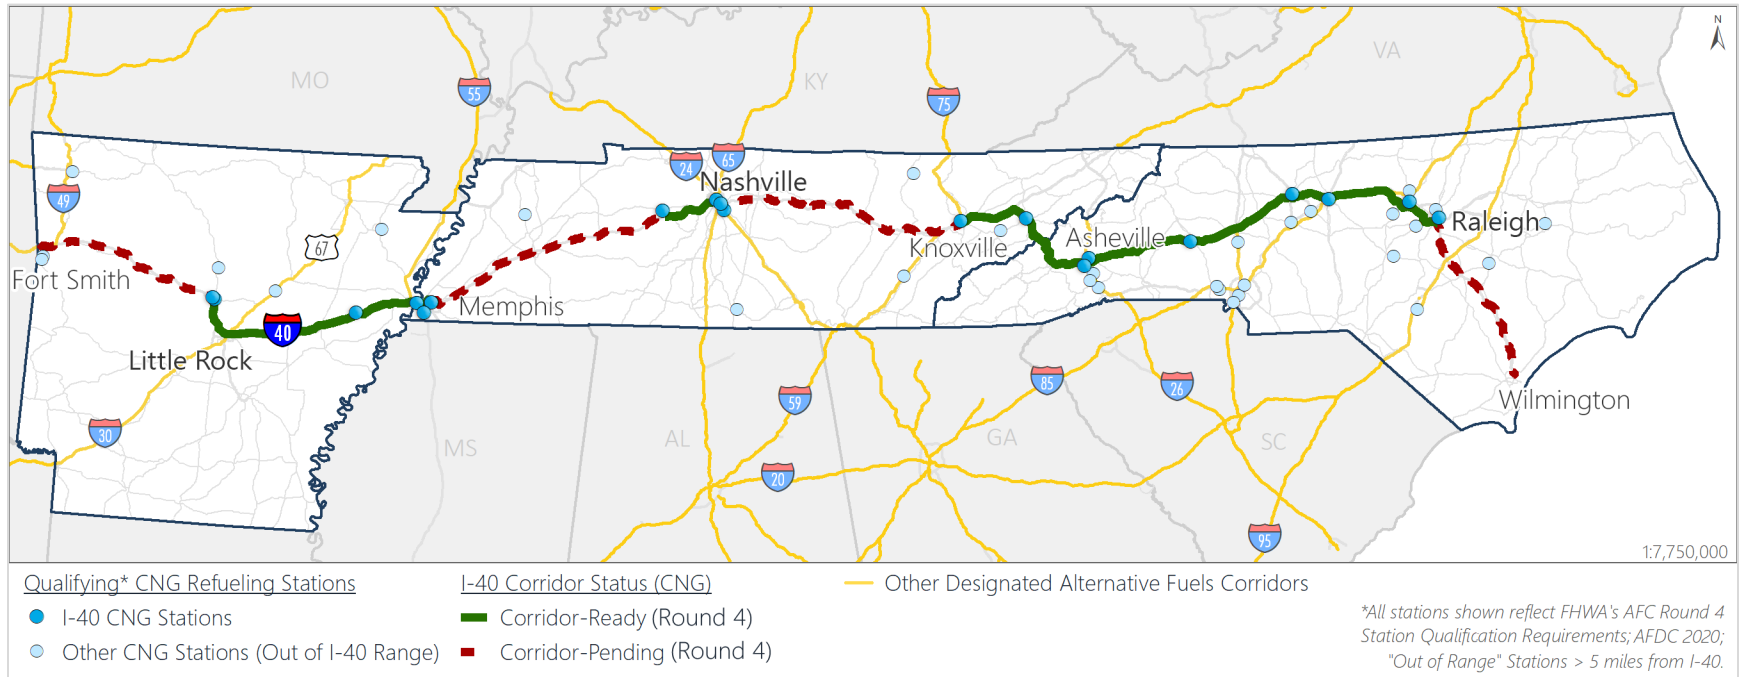 N
MO
KY
VA
55
75
24
65
Nashville
49
67
Fort Smith
Knoxville
Asheville
Raleigh
Memphis
40
Little Rock
30
59
85
26
Wilmington
MS
AL
GA
SC
20
95
1:7,750,000
Qualifying* CNG Refueling Stations
I-40 CNG Stations
Other CNG Stations (Out of I-40 Range)
I-40 Corridor Status (CNG)
Corridor-Ready (Round 4)
Corridor-Pending (Round 4)
Other Designated Alternative Fuels Corridors
*All stations shown reflect FHWA's AFC Round 4
Station Qualification Requirements; AFDC 2020;
"Out of Range" Stations > 5 miles from I-40.